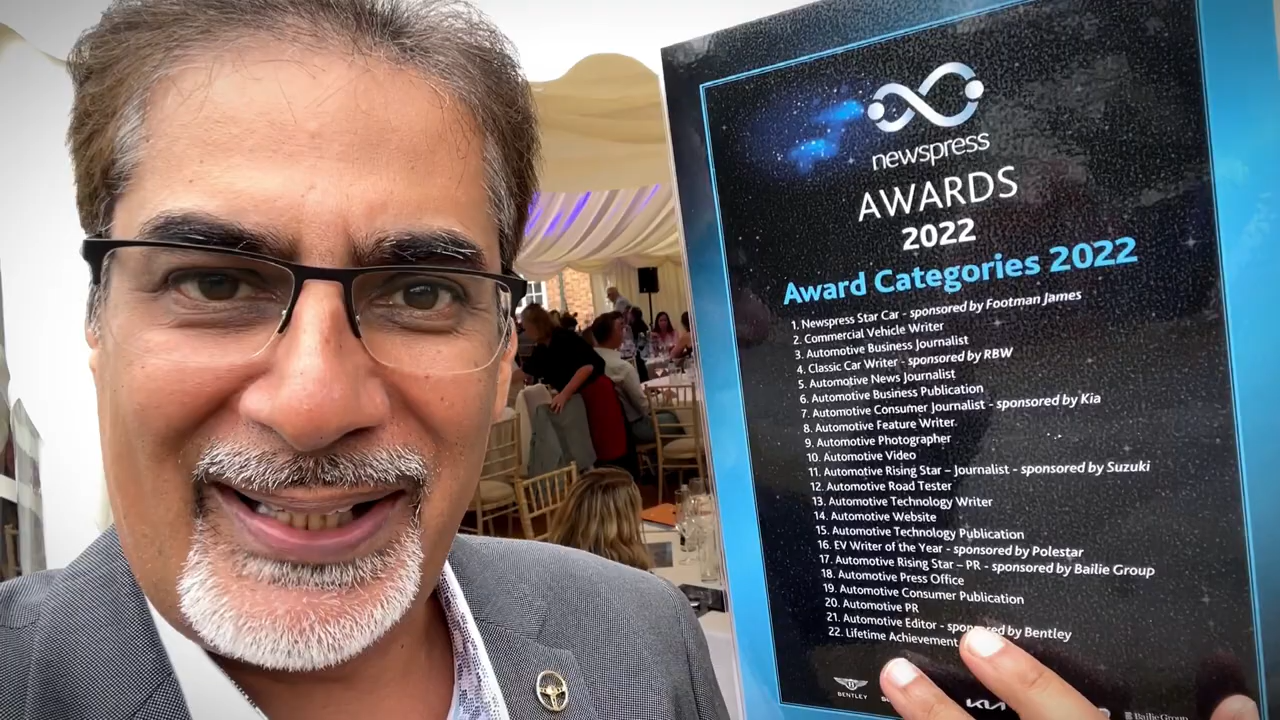 newspress
AWARDS
2022
Award Categories 2022
1. Newspress Star Car - sponsored by Footman James
2. Commercial Vehicle Writer
3. Automotive Business Journalist
4. Classic Car Writer - sponsored by RBW
5. Automotive News Journalist
6. Automotive Business Publication
7. Automotive Consumer Journalist - sponsored by Kia
8. Automotive Feature Writer
9. Automotive Photographer
10. Automotive Video
11. Automotive Rising Star – Journalist - sponsored by Suzuki
12. Automotive Road Tester
13. Automotive Technology Writer
14. Automotive Website
15. Automotive Technology Publication
16. EV Writer of the Year - sponsored by Polestar
17. Automotive Rising Star – PR - sponsored by Bailie Group
18. Automotive Press Office
19. Automotive Consumer Publication
20. Automotive PR
21. Automotive Editor - sponsored by Bentley
22. Lifetime Achievement
BENTLEY
KIA
Bailie Group